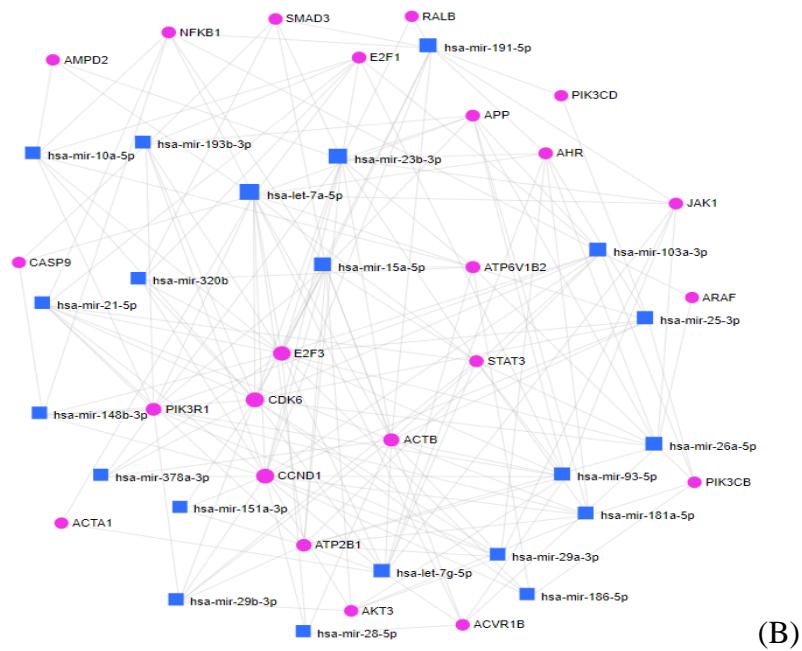 SMAD3
RALB
NFKB1
hsa-mir-191-5p
AMPD2
E2F1
PIK3CD
APP
hsa-mir-193b-3p
hsa-mir-10a-5p
hsa-mir-23b-3p
AHR
hsa-let-7a-5p
JAK1
hsa-mir-103a-3p
CASP9
hsa-mir-15a-5p
ATP6V1B2
hsa-mir-320b
ARAF
hsa-mir-21-5p
hsa-mir-25-3p
E2F3
STAT3
CDK6
hsa-mir-148b-3p
PIK3R1
ACTB
hsa-mir-26a-5p
hsa-mir-378a-3p
CCND1
hsa-mir-93-5p
PIK3CB
hsa-mir-151a-3p
hsa-mir-181a-5p
ACTA1
ATP2B1
hsa-mir-29a-3p
hsa-let-7g-5p
hsa-mir-186-5p
hsa-mir-29b-3p
AKT3
ACVR1B
hsa-mir-28-5p
(B)